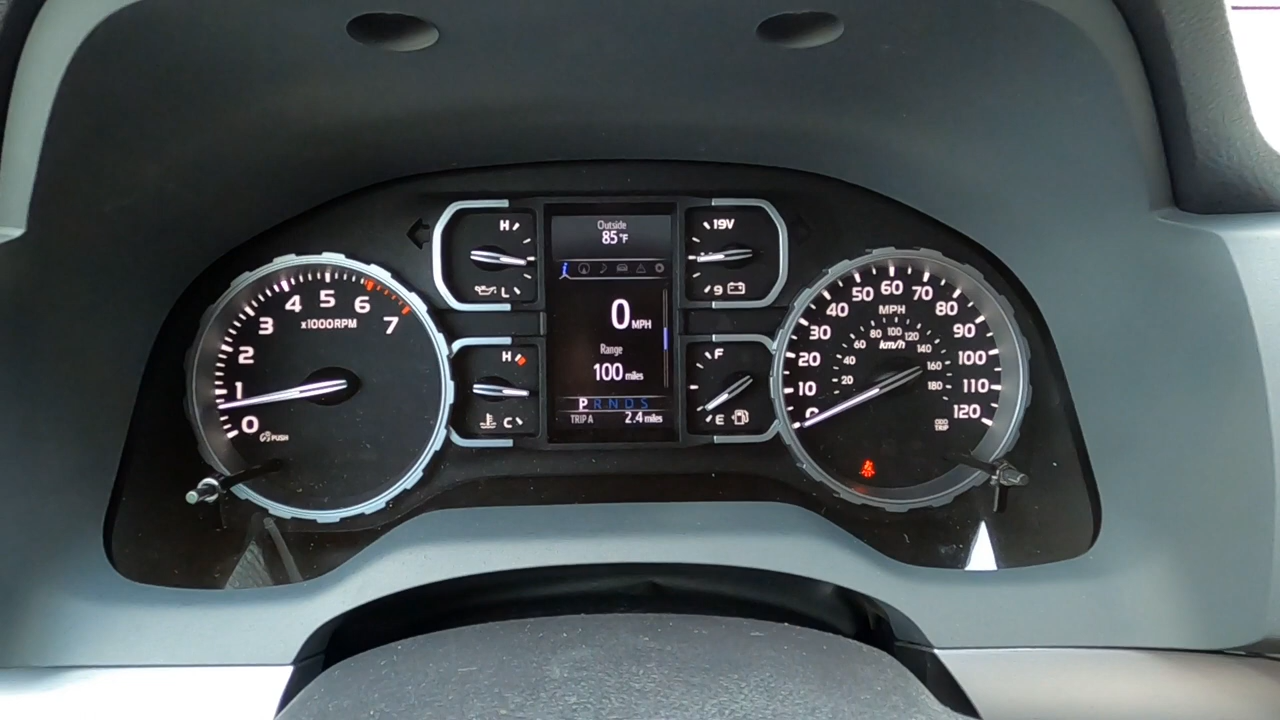 0
1
2
3
4
5
6
7
x1000RPM
PUSH
H
L
H
C
Outside
85°F
i
0 MPH
Range
100 miles
P R N D S
TRIP A 2.4 miles
19V
9
F
E
0
10
20
30
40
50
60
70
80
90
100
110
120
MPH
20
40
60
80
100
120
140
160
180
km/h
ODO
TRIP